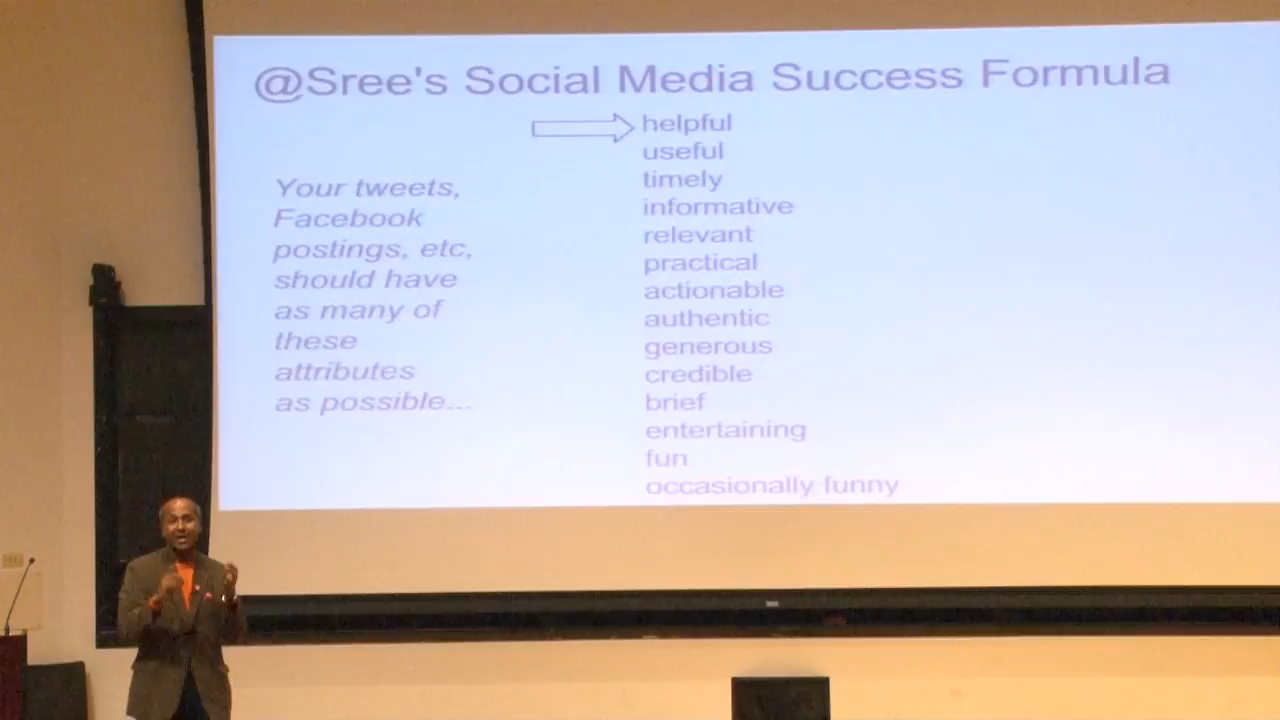 @Sree's Social Media Success Formula
Your tweets,
Facebook
postings, etc,
should have
as many of
these
attributes
as possible...
helpful
useful
timely
informative
relevant
practical
actionable
authentic
generous
credible
brief
entertaining
fun
occasionally funny